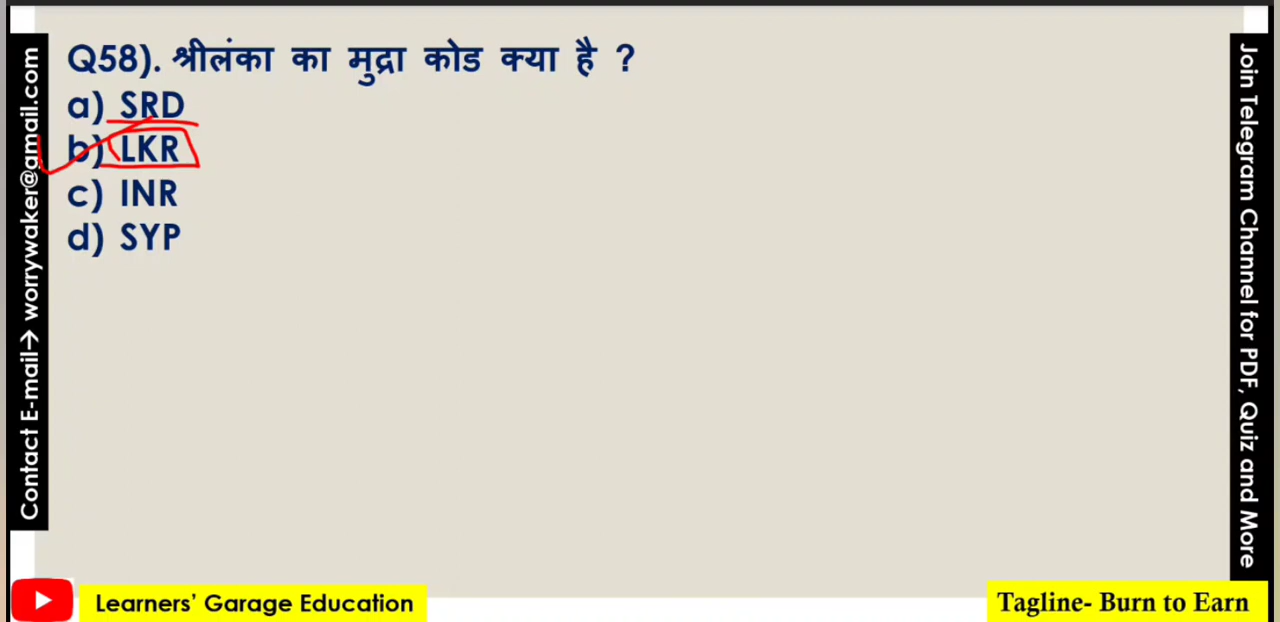 Q58). श्रीलंका का मुद्रा कोड क्या है ?
a) SRD
b) LKR
c) INR
d) SYP
Contact E-mail→ worrywaker@gmail.com
Join Telegram Channel for PDF, Quiz and More
Learners’ Garage Education
Tagline- Burn to Earn